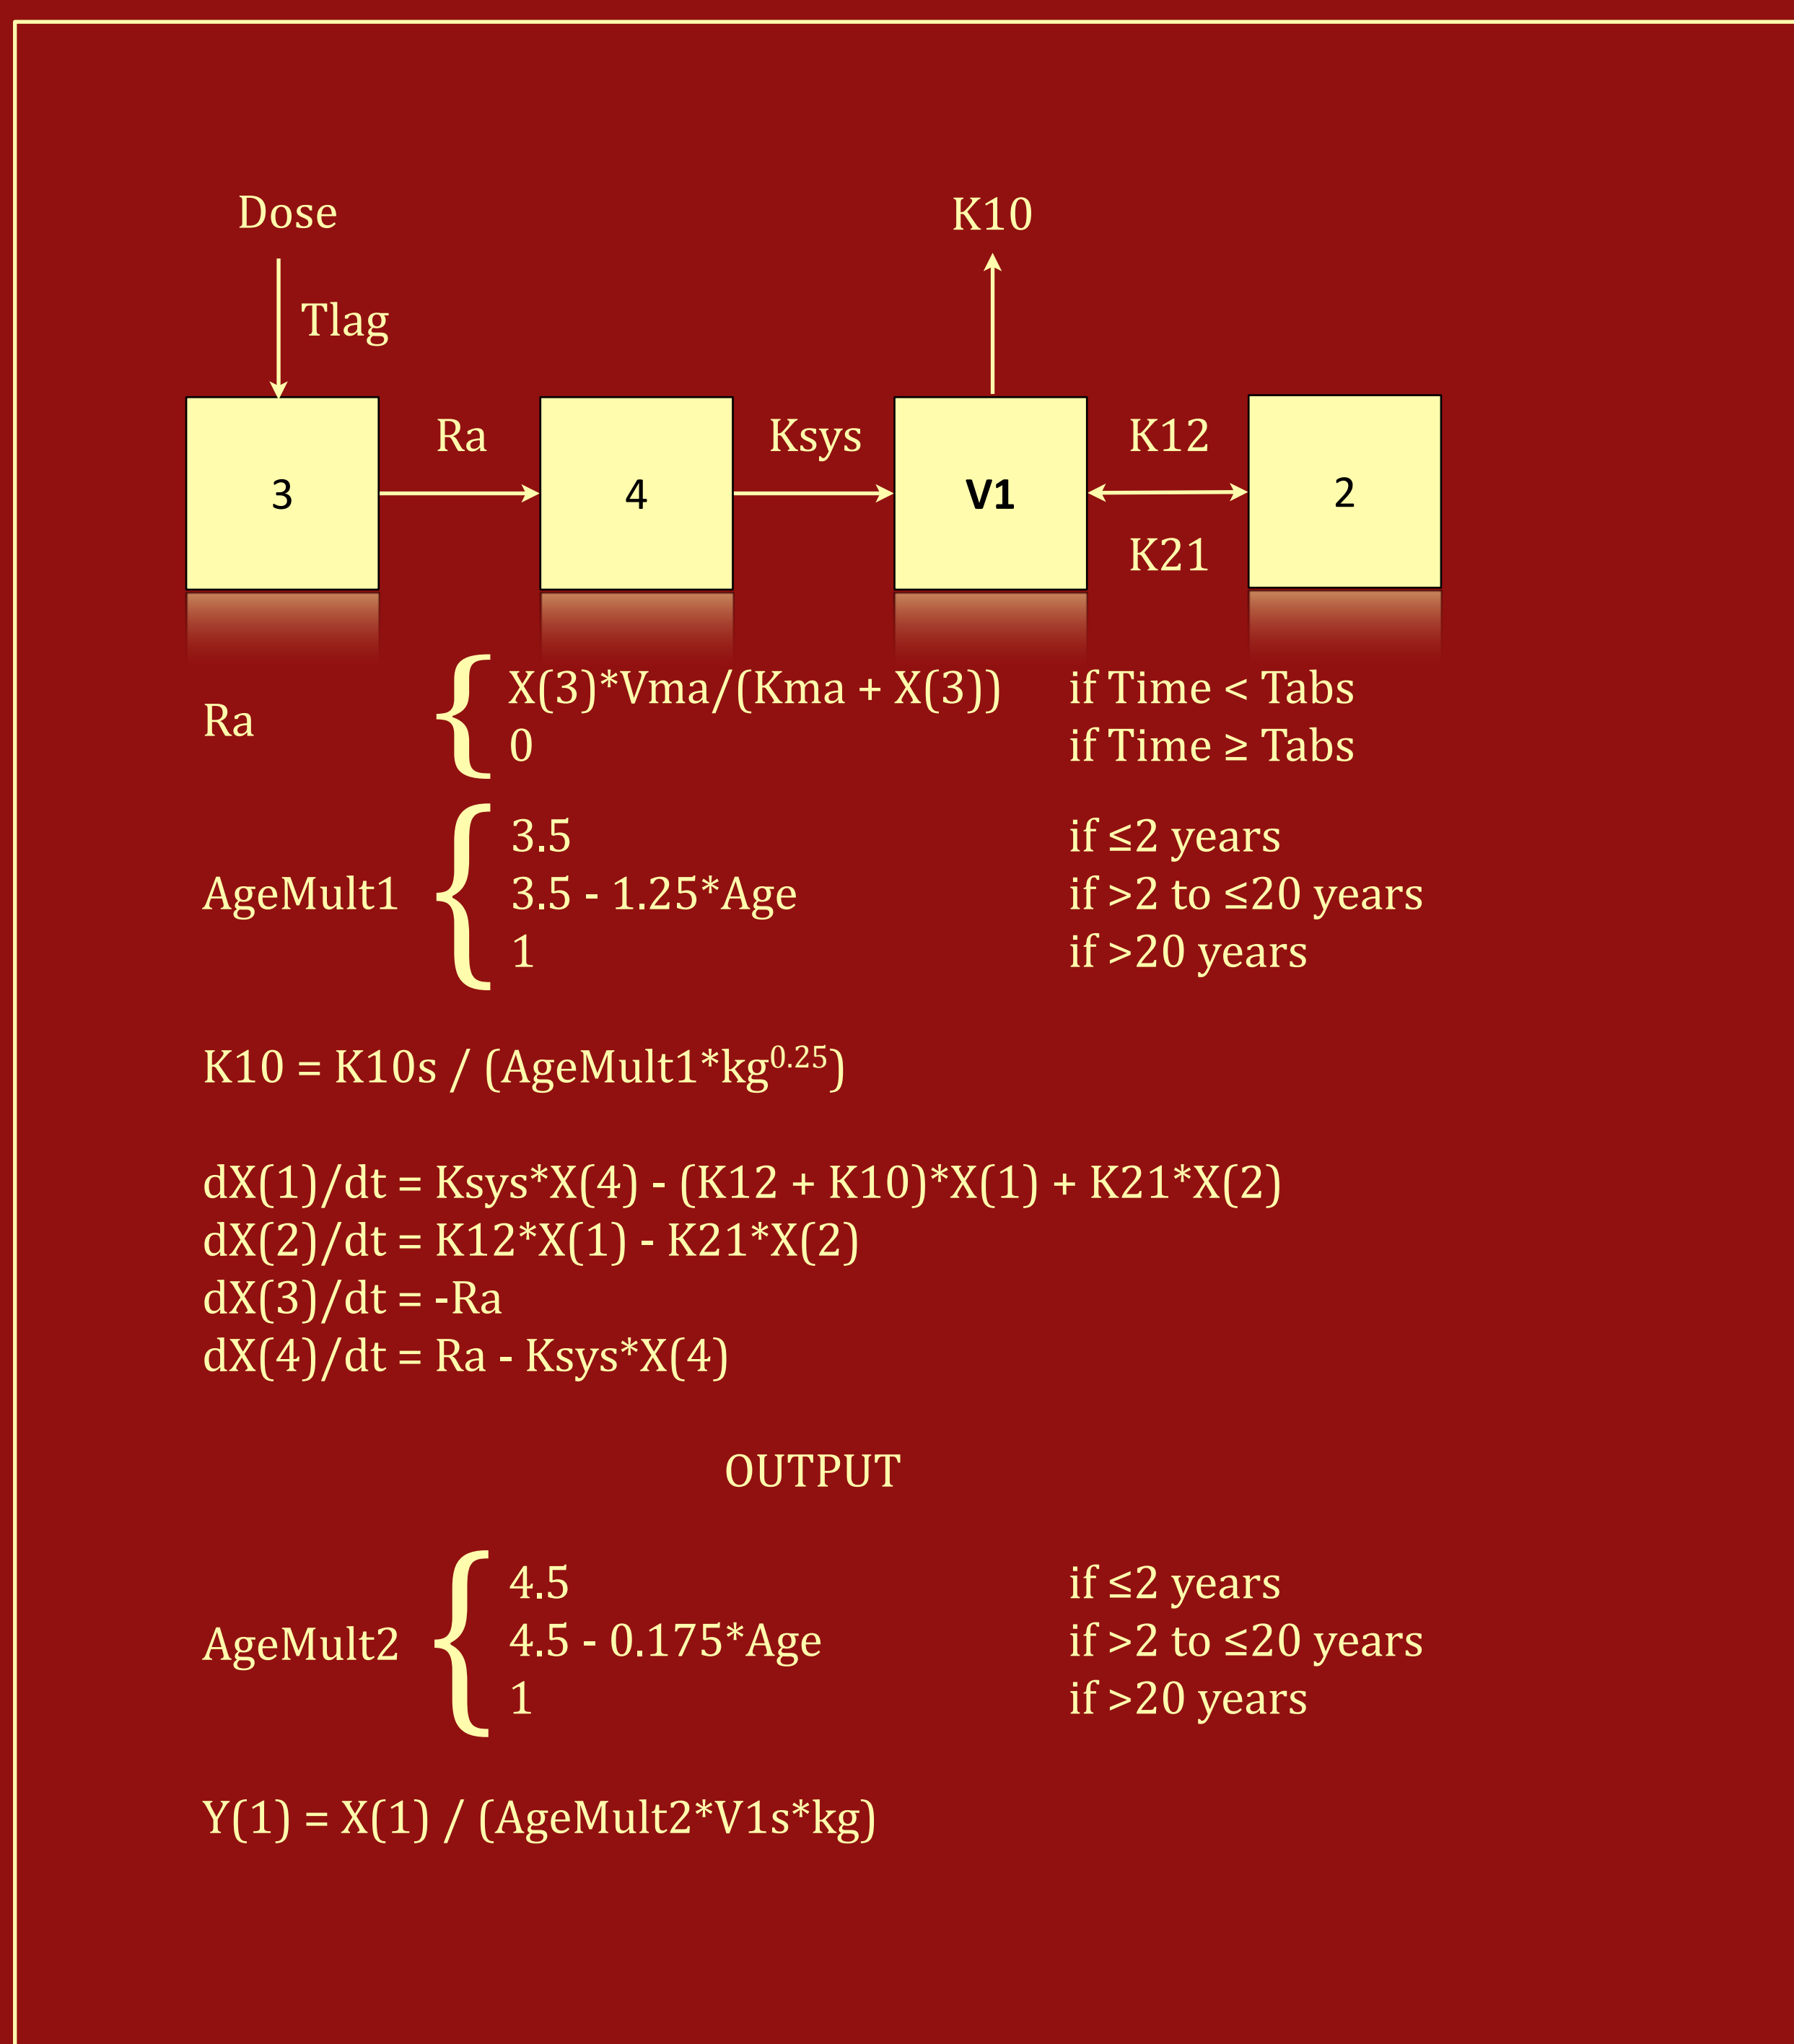 Dose
K10
Tlag
Ra
Ksys
K12
3
4
V1
2
K21
Ra { X(3)*Vma/(Kma + X(3)) if Time < Tabs
0 if Time ≥ Tabs
AgeMult1 { 3.5 if ≤2 years
3.5 - 1.25*Age if >2 to ≤20 years
1 if >20 years
K10 = K10s / (AgeMult1*kg^0.25)
dX(1)/dt = Ksys*X(4) - (K12 + K10)*X(1) + K21*X(2)
dX(2)/dt = K12*X(1) - K21*X(2)
dX(3)/dt = -Ra
dX(4)/dt = Ra - Ksys*X(4)
OUTPUT
AgeMult2 { 4.5 if ≤2 years
4.5 - 0.175*Age if >2 to ≤20 years
1 if >20 years
Y(1) = X(1) / (AgeMult2*V1s*kg)